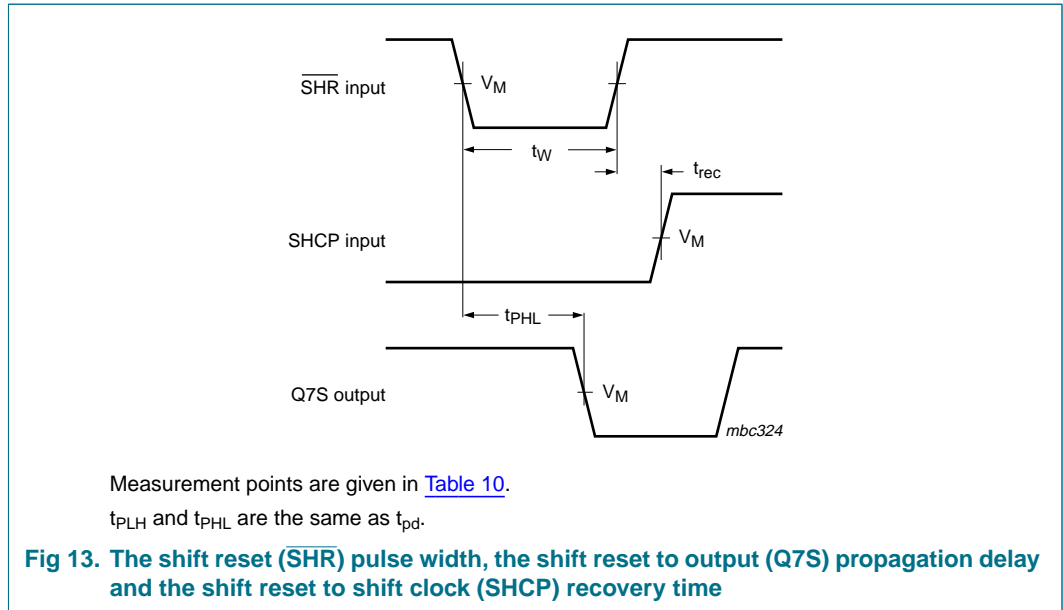 S̅H̅R̅ input
V_M
t_W
t_rec
SHCP input
V_M
t_PHL
Q7S output
V_M
mbc324
Measurement points are given in Table 10.
t_PLH and t_PHL are the same as t_pd.
Fig 13. The shift reset (S̅H̅R̅) pulse width, the shift reset to output (Q7S) propagation delay
and the shift reset to shift clock (SHCP) recovery time